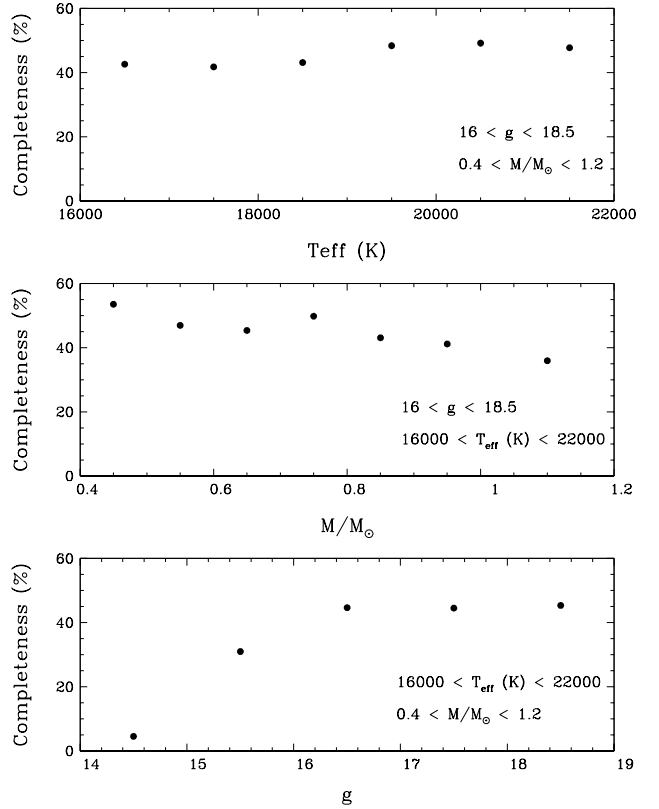 60
40
20
0
Completeness (%)
16 < g < 18.5
0.4 < M/M☉ < 1.2
16000 18000 20000 22000
Teff (K)
60
40
20
0
Completeness (%)
16 < g < 18.5
16000 < Teff (K) < 22000
0.4 0.6 0.8 1 1.2
M/M☉
60
40
20
0
Completeness (%)
16000 < Teff (K) < 22000
0.4 < M/M☉ < 1.2
14 15 16 17 18 19
g